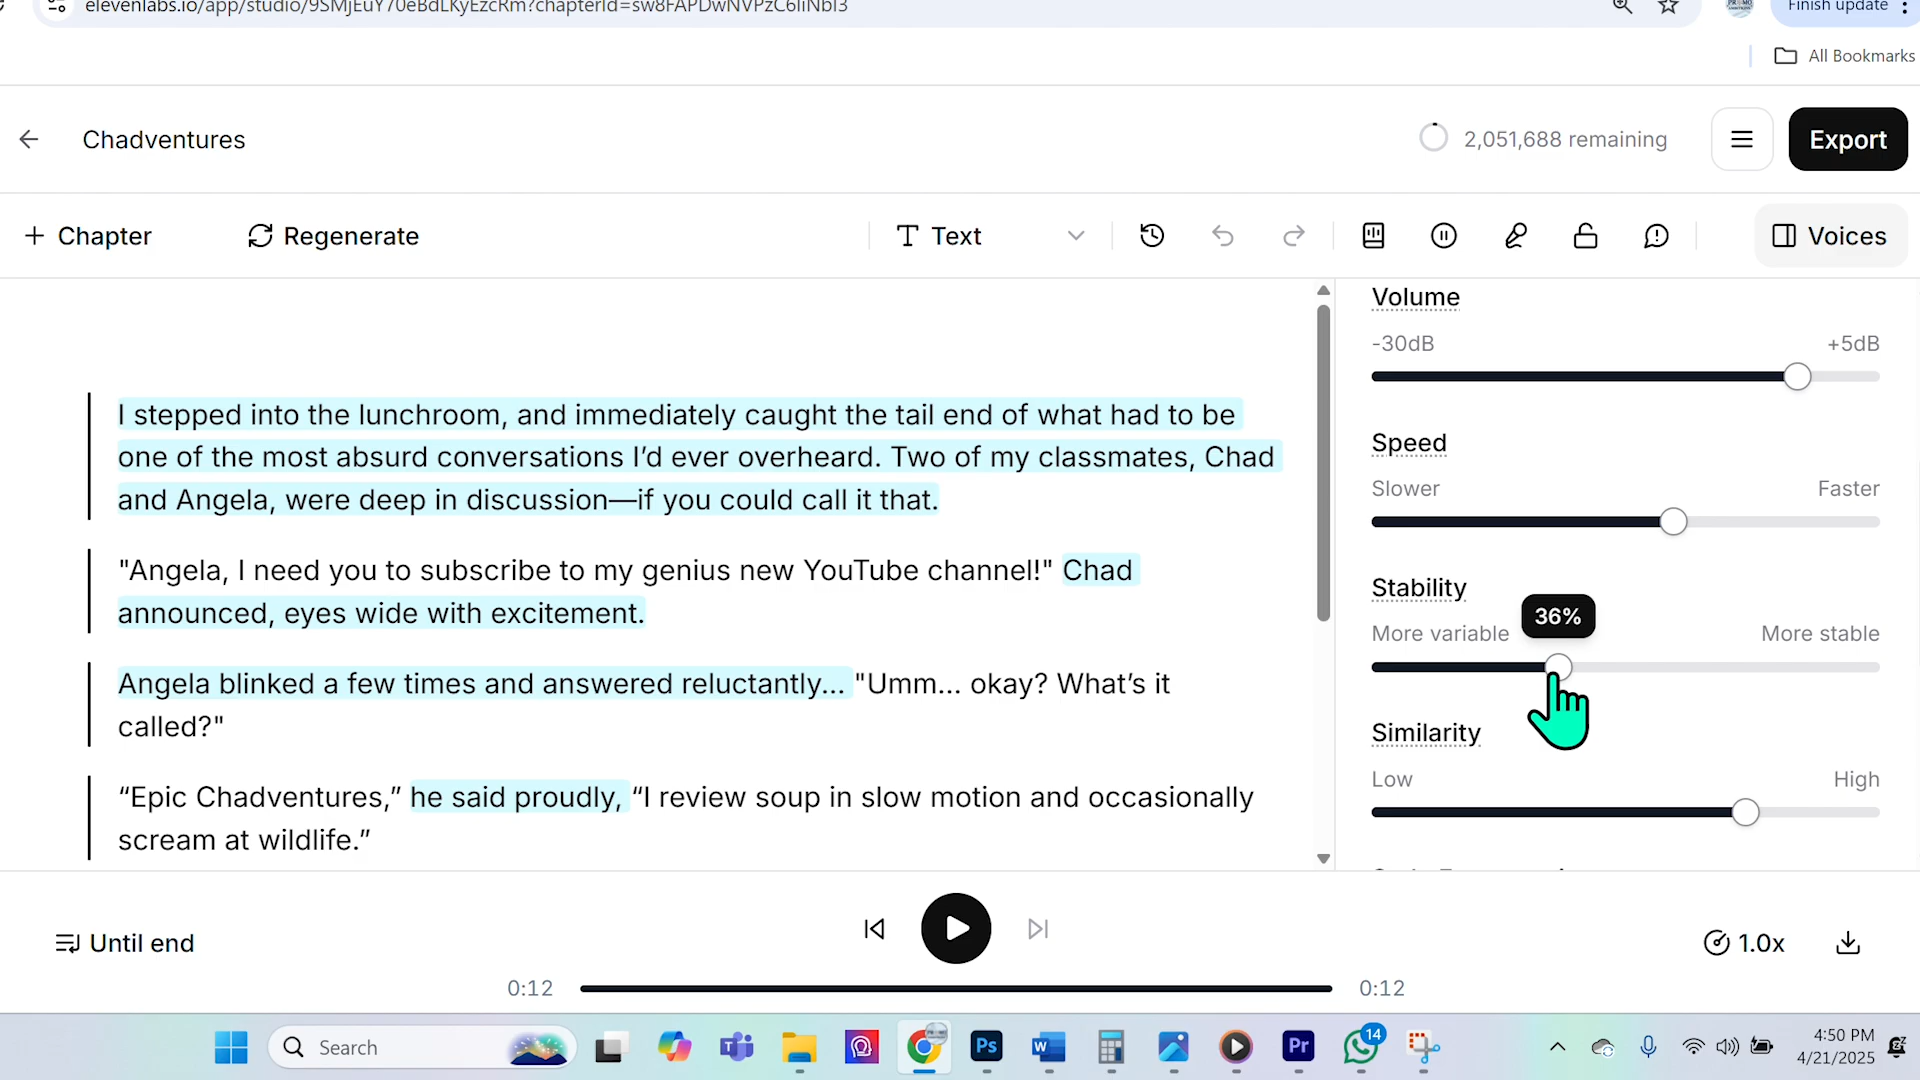 Finish update
All Bookmarks
Chadventures
2,051,688 remaining
Export
Chapter
Regenerate
Text
Voices
Volume
-30dB +5dB
Speed
Slower Faster
Stability
36%
More variable More stable
Similarity
Low High
I stepped into the lunchroom, and immediately caught the tail end of what had to be
one of the most absurd conversations I’d ever overheard. Two of my classmates, Chad
and Angela, were deep in discussion—if you could call it that.
"Angela, I need you to subscribe to my genius new YouTube channel!" Chad
announced, eyes wide with excitement.
Angela blinked a few times and answered reluctantly... "Umm... okay? What’s it
called?"
“Epic Chadventures,” he said proudly, “I review soup in slow motion and occasionally
scream at wildlife.”
Until end
1.0x
0:12 0:12
Search
Ps
W
Pr
14
4:50 PM
4/21/2025